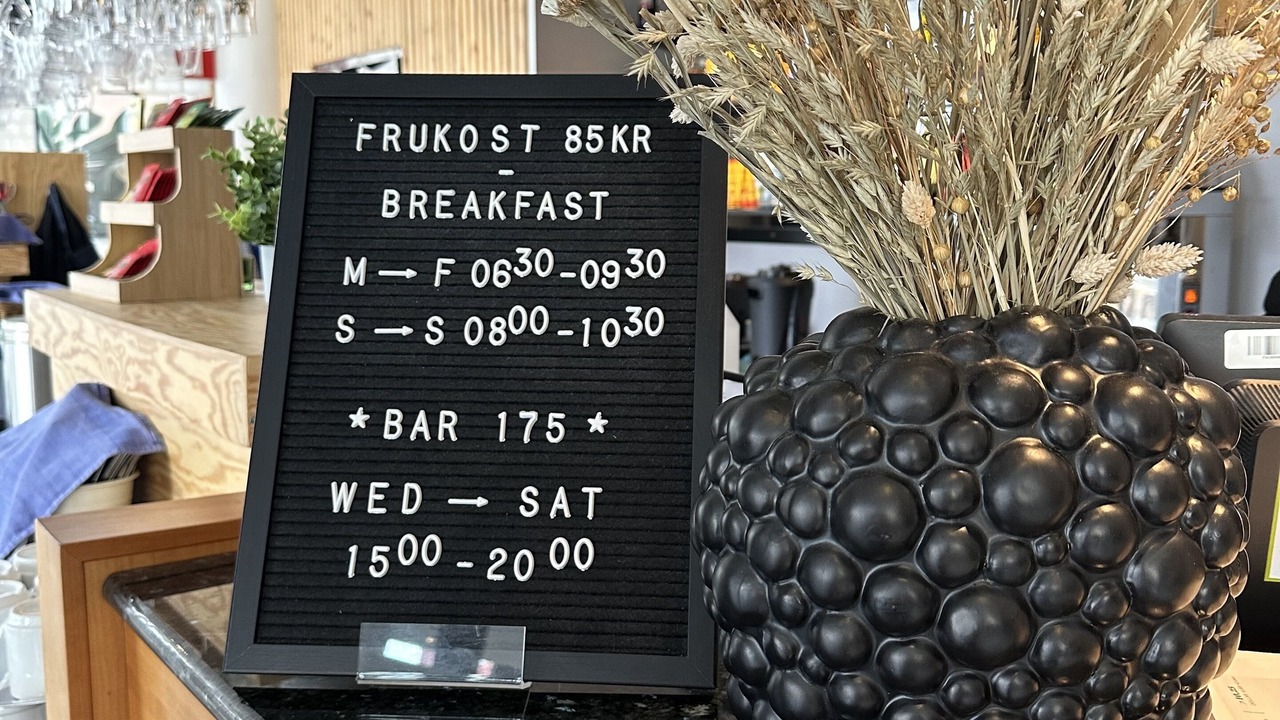 FRUKOST 85KR
-
BREAKFAST
M → F 06³⁰-09³⁰
S → S 08⁰⁰-10³⁰
*BAR 175 *
WED → SAT
15⁰⁰-20⁰⁰